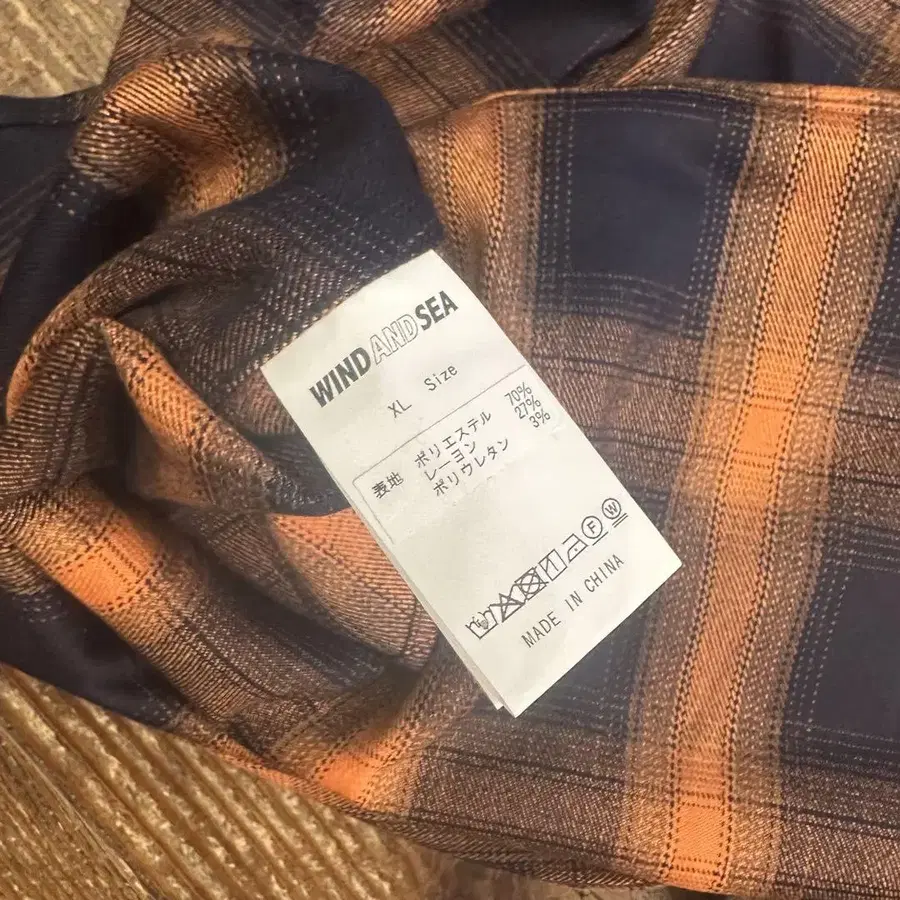 WIND AND SEA
XL Size
表地 ポリエステル 70%
レーヨン 27%
ポリウレタン 3%
F W
MADE IN CHINA